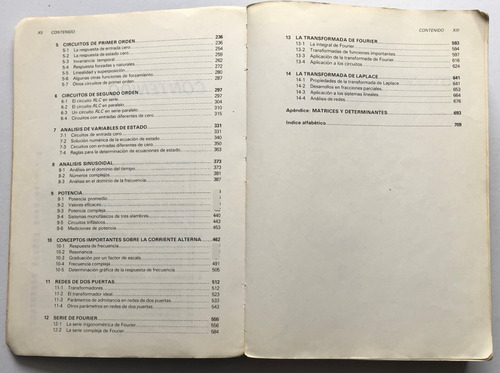 XII CONTENIDO
5 CIRCUITOS DE PRIMER ORDEN 236
5-1 La respuesta de entrada cero 236
5-2 La respuesta de estado cero 254
5-3 Invariancia temporal 259
5-4 Respuestas forzadas y naturales 262
5-5 Linealidad y superposición 272
5-6 Algunas otras funciones de forzamiento 280
5-7 Otros circuitos de primer orden 287
6 CIRCUITOS DE SEGUNDO ORDEN 297
6-1 El circuito RLC en serie 297
6-2 El circuito RLC en paralelo 304
6-3 Un circuito RLC en serie-paralelo 310
6-4 Circuitos con entradas diferentes de cero 315
7 ANALISIS DE VARIABLES DE ESTADO 331
7-1 Circuitos de entrada cero 331
7-2 Solución numérica de la ecuación de estado 340
7-3 Circuitos con entradas diferentes de cero 350
7-4 Reglas para la determinación de ecuaciones de estado 363
8 ANALISIS SINUSOIDAL 373
8-1 Análisis en el dominio del tiempo 373
8-2 Números complejos 381
8-3 Análisis en el dominio de la frecuencia 387
9 POTENCIA
9-1 Potencia promedio
9-2 Valores eficaces
9-3 Potencia compleja
9-4 Sistemas monofásicos de tres alambres 440
9-5 Circuitos trifásicos 443
9-6 Mediciones de potencia 453
10 CONCEPTOS IMPORTANTES SOBRE LA CORRIENTE ALTERNA 462
10-1 Respuesta de frecuencia
10-2 Resonancia
10-3 Graduación por un factor de escala
10-4 Frecuencia compleja 491
10-5 Determinación gráfica de la respuesta de frecuencia 505
11 REDES DE DOS PUERTAS 512
11-1 Transformadores 512
11-2 El transformador ideal 523
11-3 Parámetros de admitancia en redes de dos puertas 533
11-4 Otros parámetros en redes de dos puertas 543
12 SERIE DE FOURIER 556
12-1 La serie trigonométrica de Fourier 556
12-2 La serie compleja de Fourier 584
CONTENIDO XIII
13 LA TRANSFORMADA DE FOURIER 593
13-1 La integral de Fourier 593
13-2 Transformadas de funciones importantes 597
13-3 Aplicación de la transformada de Fourier 616
13-4 Aplicación a los circuitos 624
14 LA TRANSFORMADA DE LAPLACE 641
14-1 Propiedades de la transformada de Laplace 641
14-2 Desarrollos en fracciones parciales 653
14-3 Aplicación a los sistemas lineales 664
14-4 Análisis de redes 676
Apéndice: MATRICES Y DETERMINANTES 693
Indice alfabético 709